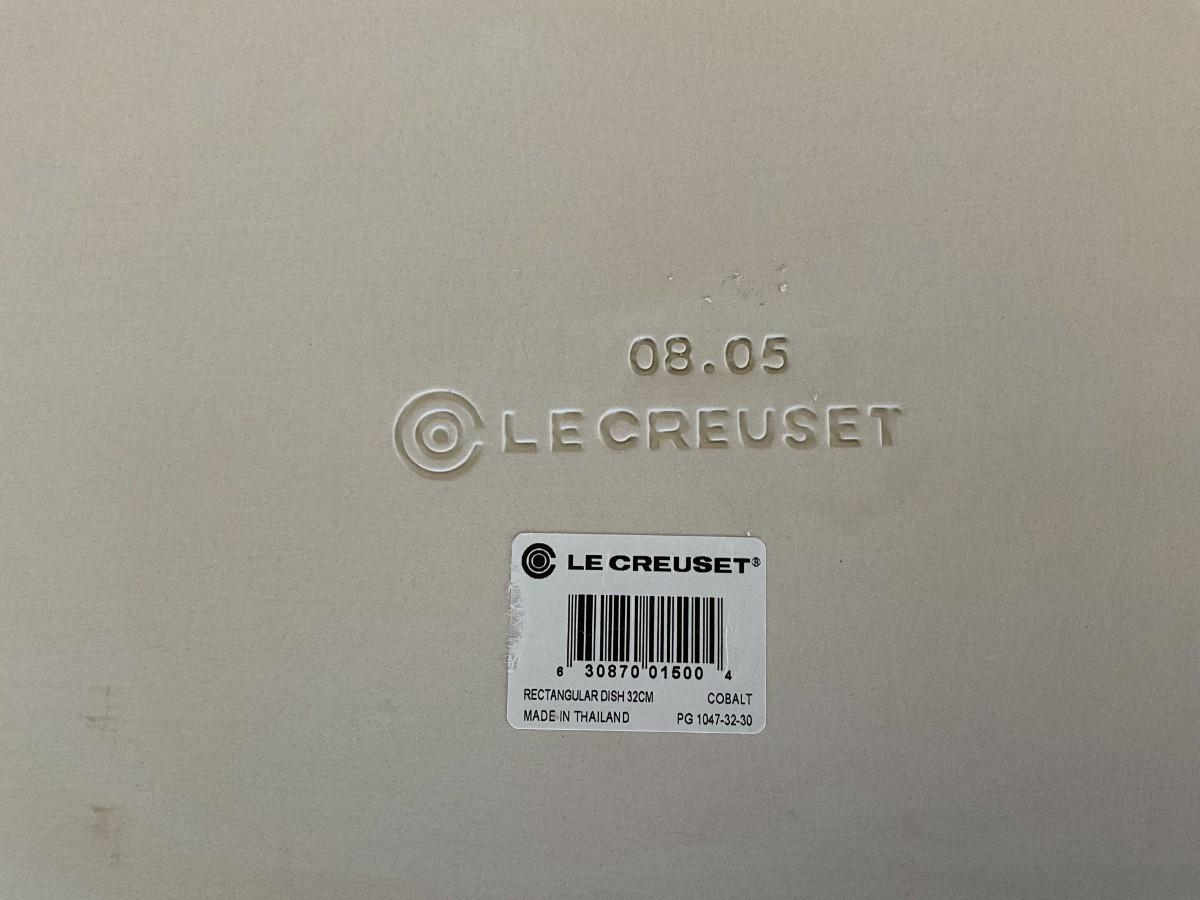 08.05
LE CREUSET
LE CREUSET®
6 30870 01500 4
RECTANGULAR DISH 32CM COBALT
MADE IN THAILAND PG 1047-32-30